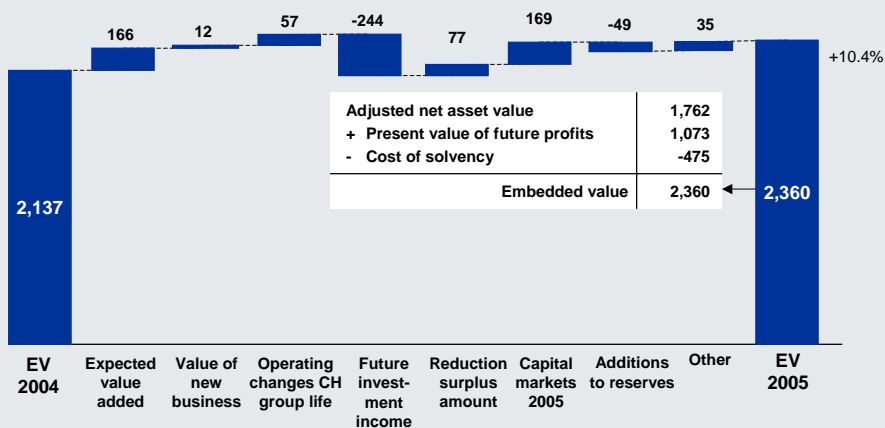 166
12
57
-244
77
169
-49
35
+10.4%
Adjusted net asset value 1,762
+ Present value of future profits 1,073
- Cost of solvency -475
Embedded value 2,360
2,137
2,360
EV
2004
Expected
value
added
Value of
new
business
Operating
changes CH
group life
Future
invest-
ment
income
Reduction
surplus
amount
Capital
markets
2005
Additions
to reserves
Other
EV
2005